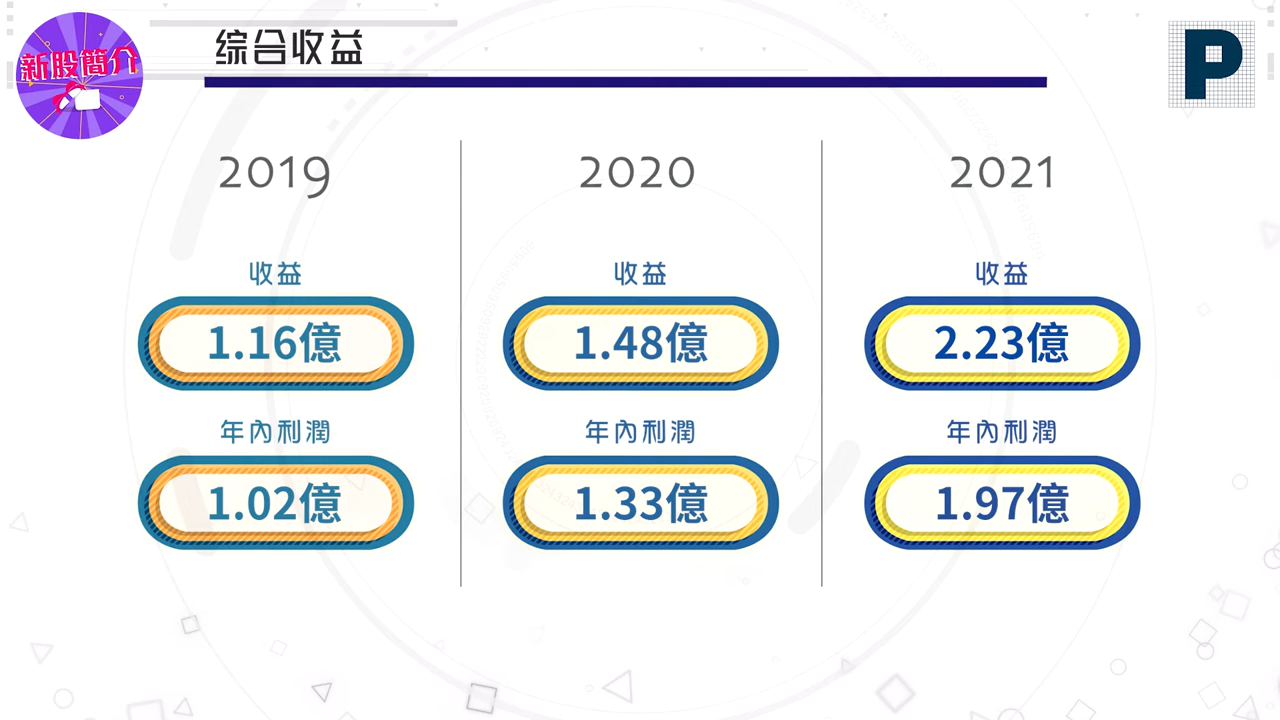 新股簡介
綜合收益
P
2019
2020
2021
收益
收益
收益
1.16億
1.48億
2.23億
年內利潤
年內利潤
年內利潤
1.02億
1.33億
1.97億